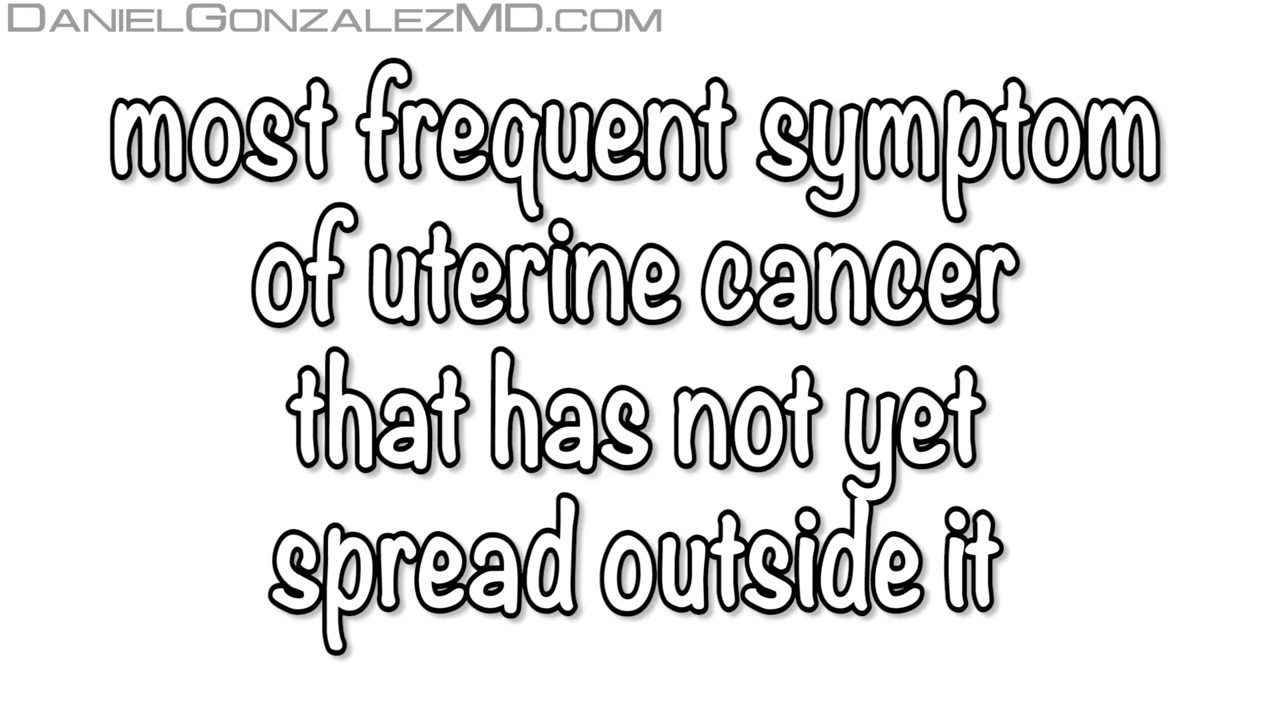 DanielGonzalezMD.com
most frequent symptom
of uterine cancer
that has not yet
spread outside it